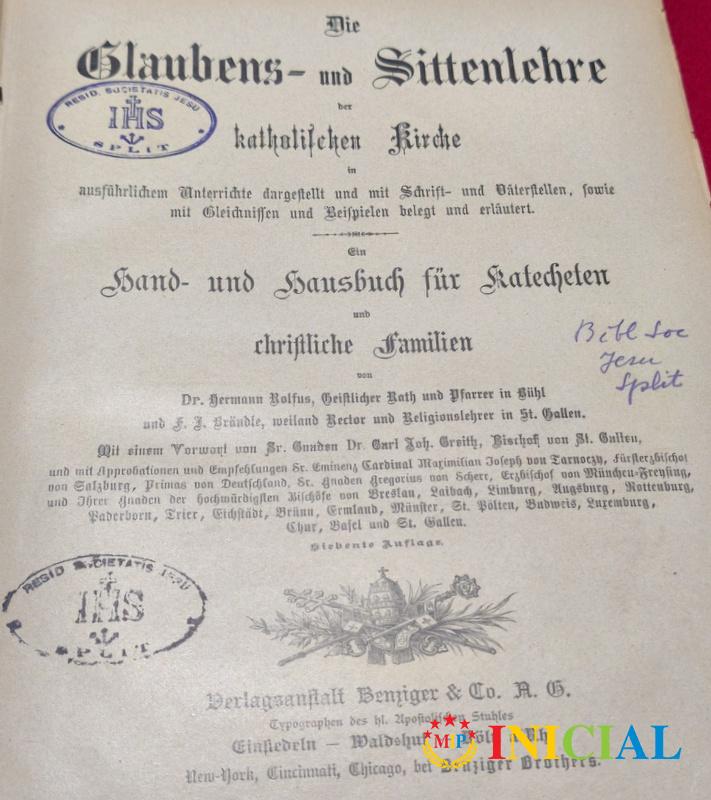 Die
Glaubens- und Sittenlehre
der
katholischen Kirche
in
ausführlichem Unterrichte dargestellt und mit Schrift- und Väterstellen, sowie
mit Gleichnissen und Beispielen belegt und erläutert.
Ein
Hand- und Hausbuch für Katecheten
und
christliche Familien
von
Dr. Hermann Rolfus, Geistlicher Rath und Pfarrer in Bühl
und F. J. Brändle, weiland Rector und Religionslehrer in St. Gallen.
Mit einem Vorwort von Sr. Gnaden Dr. Carl Joh. Greith, Bischof von St. Gallen,
und mit Approbationen und Empfehlungen Sr. Eminenz Cardinal Maximilian Joseph von Tarnoczy, Fürsterzbischof
von Salzburg, Primas von Deutschland, Sr. Gnaden Gregorius von Scherr, Erzbischof von München-Freysing,
und Ihrer Gnaden der hochwürdigsten Bischöfe von Breslau, Laibach, Limburg, Augsburg, Rottenburg,
Paderborn, Trier, Eichstädt, Brünn, Ermland, Münster, St. Pölten, Budweis, Luxemburg,
Chur, Basel und St. Gallen.
Siebente Auflage.
Verlagsanstalt Benziger & Co. A. G.
Typographen des hl. Apostolischen Stuhles
Einsiedeln – Waldshut – Köln
New-York, Cincinnati, Chicago, bei Benziger Brothers.
RESID. SOCIETATIS JESU
IHS
SPLIT
Bibl Soc
Jesu
Split
RESID SOCIETATIS JESU
IHS
SPLIT
MP INICIAL